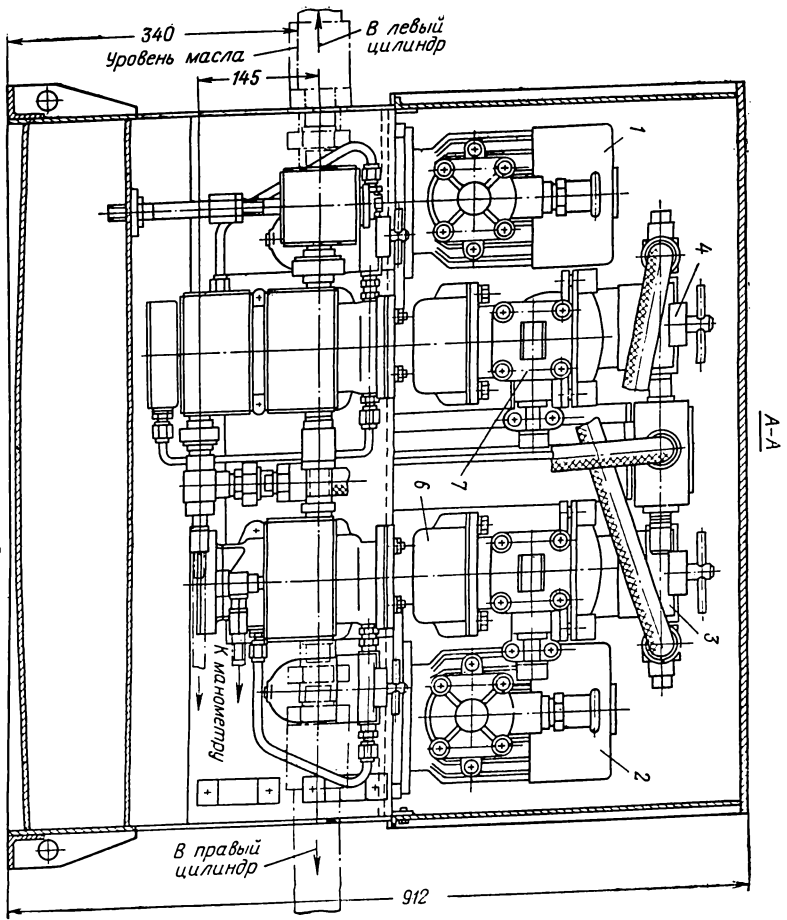 340
Уровень масла
145
В левый
цилиндр
1
4
А-А
7
6
3
К манометру
2
В правый
цилиндр
912